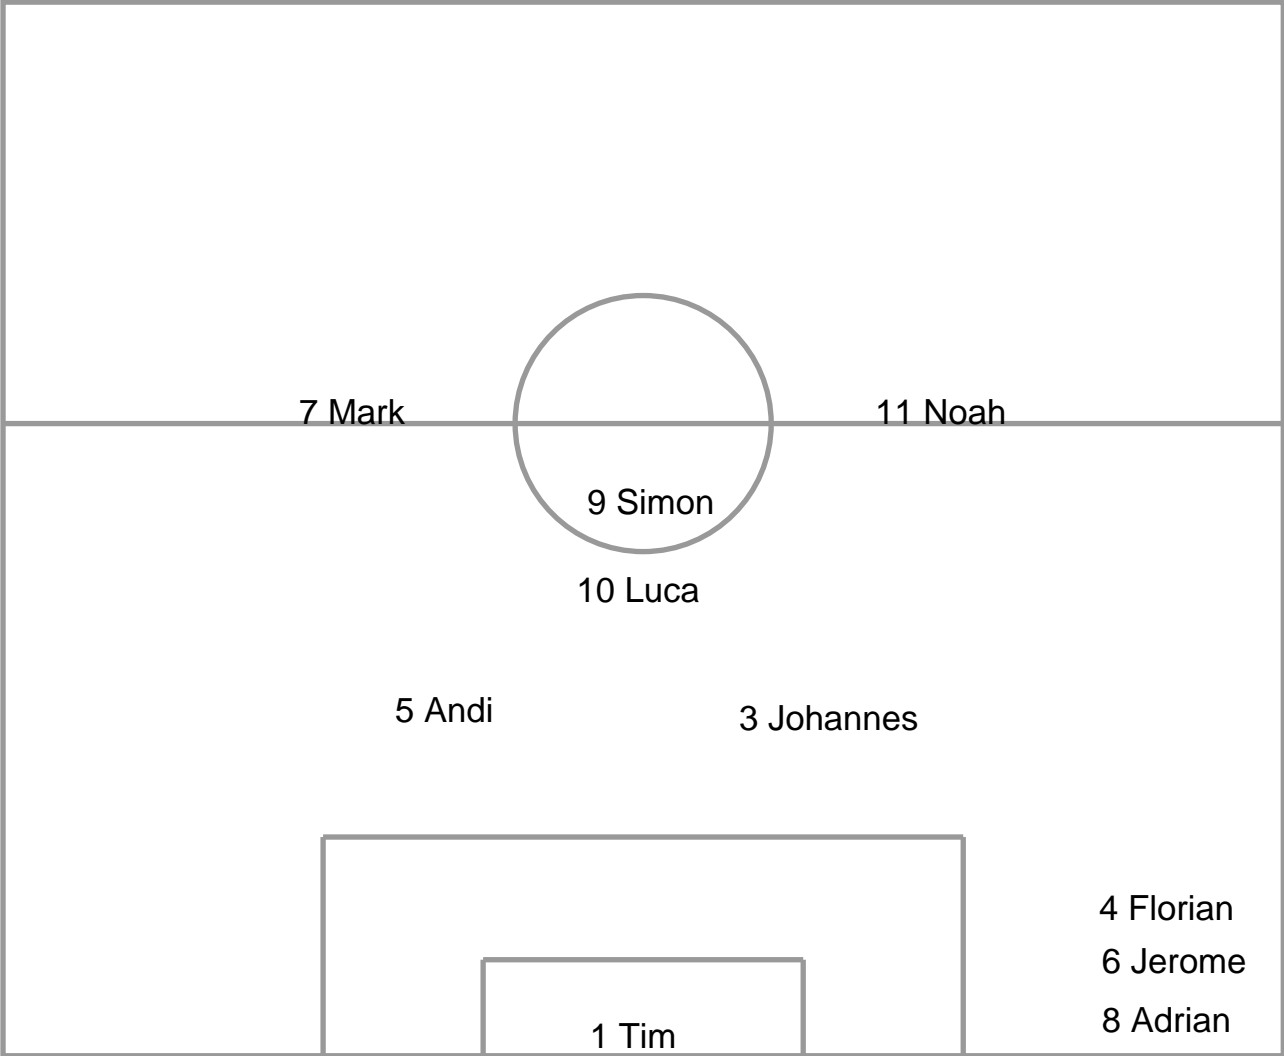 7 Mark
11 Noah
9 Simon
10 Luca
5 Andi
3 Johannes
4 Florian
6 Jerome
8 Adrian
1 Tim